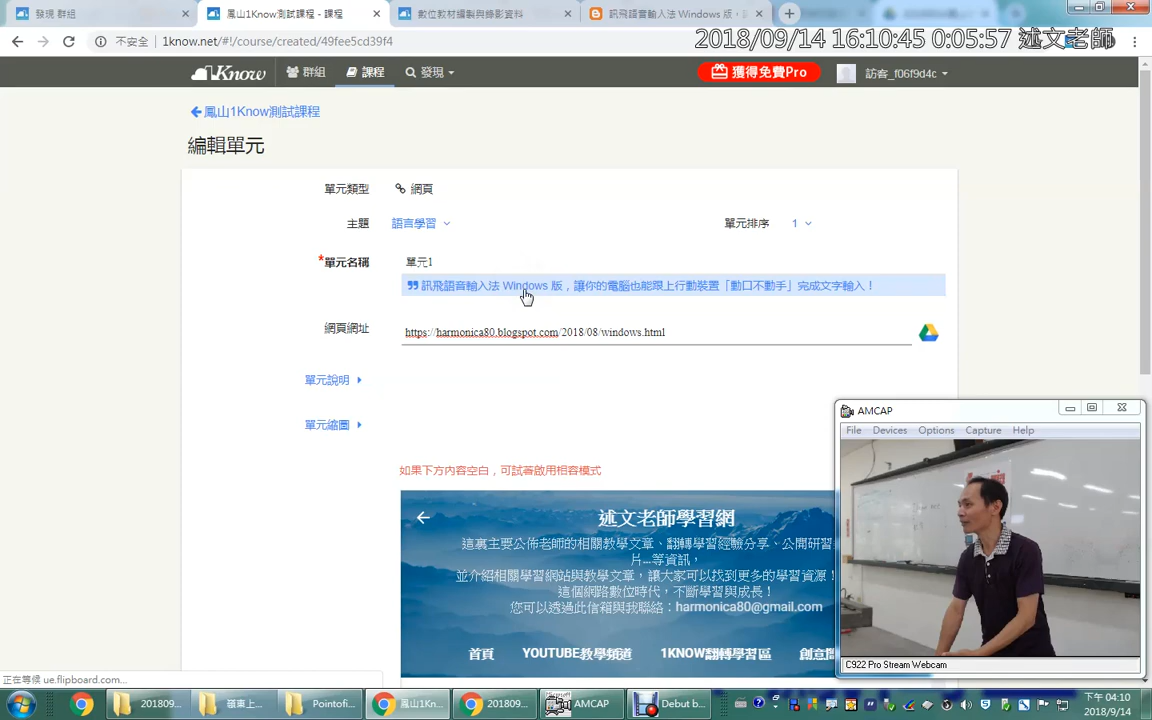 發現 群組
鳳山1Know測試課程 - 課程
數位教材編製與錄影資料
訊飛語音輸入法 Windows 版，
不安全
1know.net/#!/course/created/49fee5cd39f4
2018/09/14 16:10:45 0:05:57 述文老師
1Know
群組
課程
發現
獲得免費Pro
訪客_f06f9d4c
鳳山1Know測試課程
編輯單元
單元類型
網頁
主題
語言學習
單元排序
1
*單元名稱
單元1
訊飛語音輸入法 Windows 版，讓你的電腦也能跟上行動裝置「動口不動手」完成文字輸入！
網頁網址
https://harmonica80.blogspot.com/2018/08/windows.html
單元說明
單元縮圖
如果下方內容空白，可試著啟用相容模式
述文老師學習網
這裏主要公佈老師的相關教學文章、翻轉學習經驗分享、公開研習
片...等資訊，
並介紹相關學習網站與教學文章，讓大家可以找到更多的學習資源！
這個網路數位時代，不斷學習與成長！
您可以透過此信箱與我聯絡：harmonica80@gmail.com
首頁
YOUTUBE教學頻道
1KNOW翻轉學習區
AMCAP
File
Devices
Options
Capture
Help
C922 Pro Stream Webcam
正在等候 ue.flipboard.com...
201809...
嶺東上...
Pointofi...
鳳山1Kn...
201809...
AMCAP
Debut b...
下午 04:10
2018/9/14